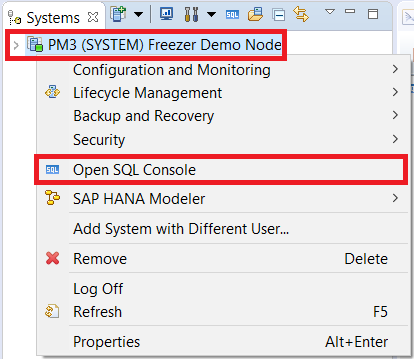 Systems
SQL
PM3 (SYSTEM) Freezer Demo Node
Configuration and Monitoring
Lifecycle Management
Backup and Recovery
Security
SQL Open SQL Console
SAP HANA Modeler
Add System with Different User...
Remove Delete
Log Off
Refresh F5
Properties Alt+Enter